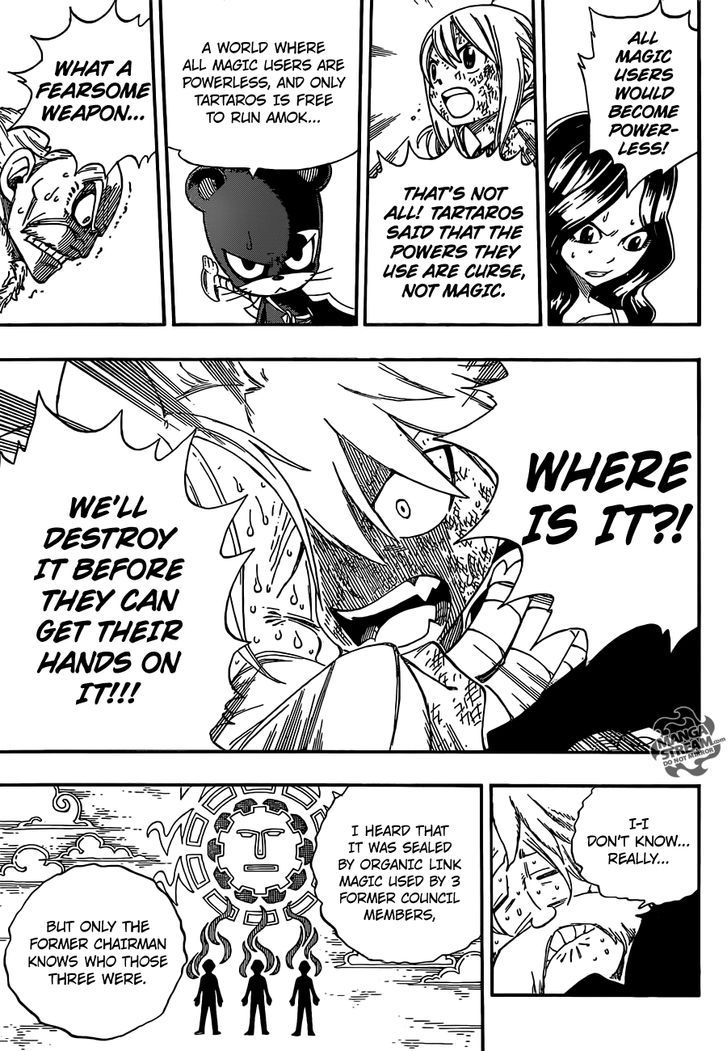 ALL
MAGIC
USERS
WOULD
BECOME
POWER-
LESS!
THAT'S NOT
ALL! TARTAROS
SAID THAT THE
POWERS THEY
USE ARE CURSE,
NOT MAGIC.
A WORLD WHERE
ALL MAGIC USERS ARE
POWERLESS, AND ONLY
TARTAROS IS FREE
TO RUN AMOK...
WHAT A
FEARSOME
WEAPON...
WHERE
IS IT?!
WE'LL
DESTROY
IT BEFORE
THEY CAN
GET THEIR
HANDS ON
IT!!!
MANGA
STREAM.com
DO NOT MIRROR
I-I
DON'T KNOW...
REALLY...
I HEARD THAT
IT WAS SEALED
BY ORGANIC LINK
MAGIC USED BY 3
FORMER COUNCIL
MEMBERS,
BUT ONLY THE
FORMER CHAIRMAN
KNOWS WHO THOSE
THREE WERE.